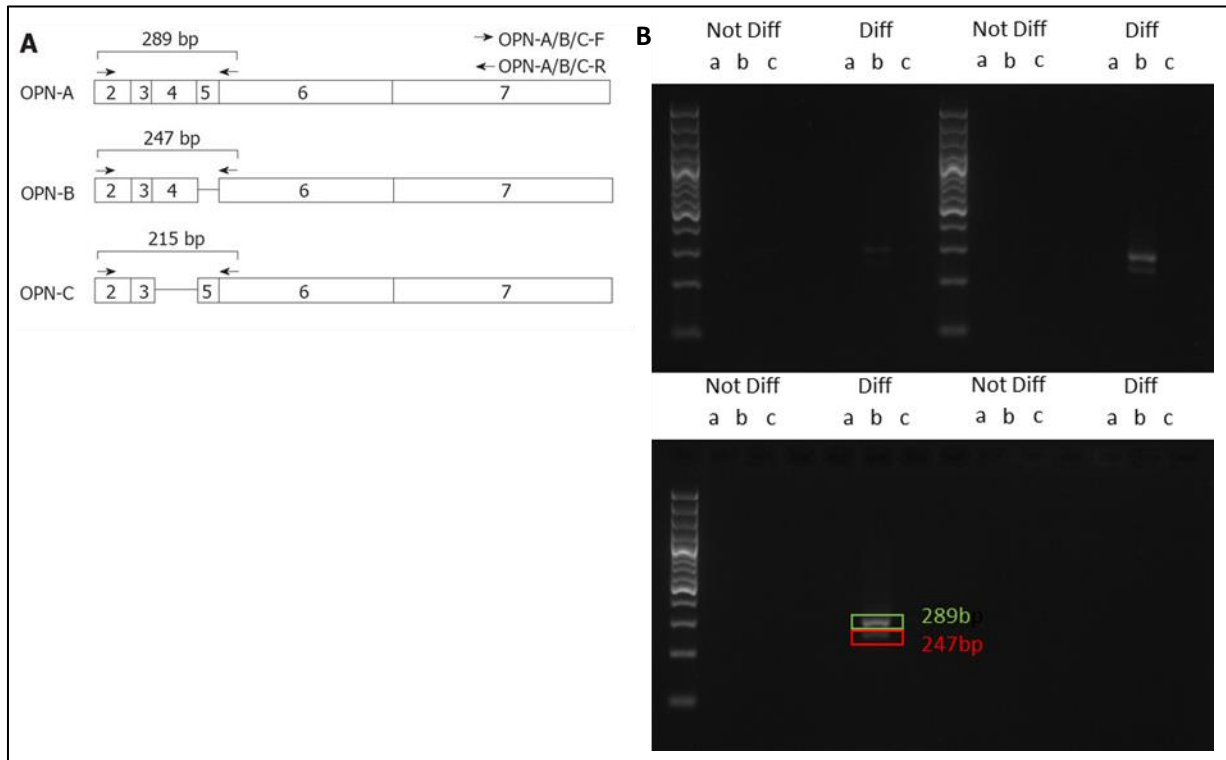 A
289 bp
OPN-A/B/C-F
OPN-A/B/C-R
OPN-A 2 3 4 5 6 7
247 bp
OPN-B 2 3 4 6 7
215 bp
OPN-C 2 3 5 6 7
B
Not Diff Diff Not Diff Diff
a b c a b c a b c a b c
Not Diff Diff Not Diff Diff
a b c a b c a b c a b c
289bp
247bp